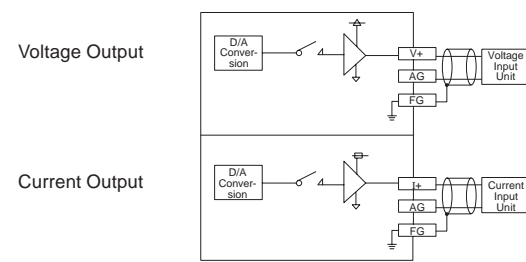 Voltage Output
D/A
Conver-
sion
V+
AG
FG
Voltage
Input
Unit
Current Output
D/A
Conver-
sion
I+
AG
FG
Current
Input
Unit